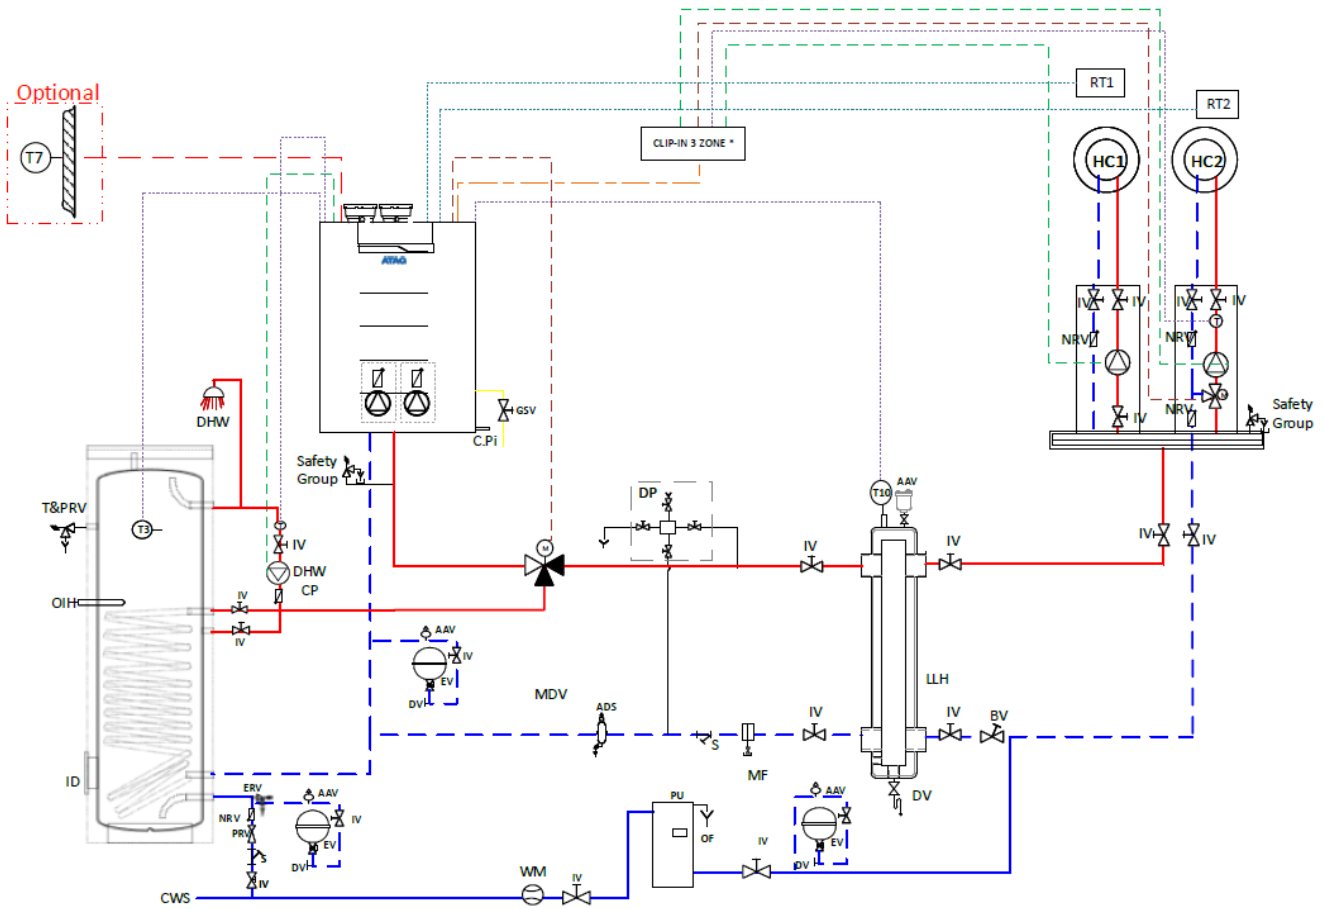 Optional
T7
RT1
RT2
CLIP-IN 3 ZONE *
HC1
HC2
ATAG
IV
IV
IV
IV
T
NRV
NRV
M
NRV
IV
Safety
Group
GSV
C.Pi
DHW
Safety
Group
T&PRV
T3
DP
T10
AAV
IV
IV
IV
IV
IV
M
DHW
CP
OIH
IV
IV
AAV
IV
EV
DV
MDV
ADS
S
MF
IV
LLH
IV
BV
ID
ERV
NRV
PRV
S
IV
AAV
IV
EV
DV
PU
OF
IV
AAV
IV
EV
DV
DV
WM
IV
CWS